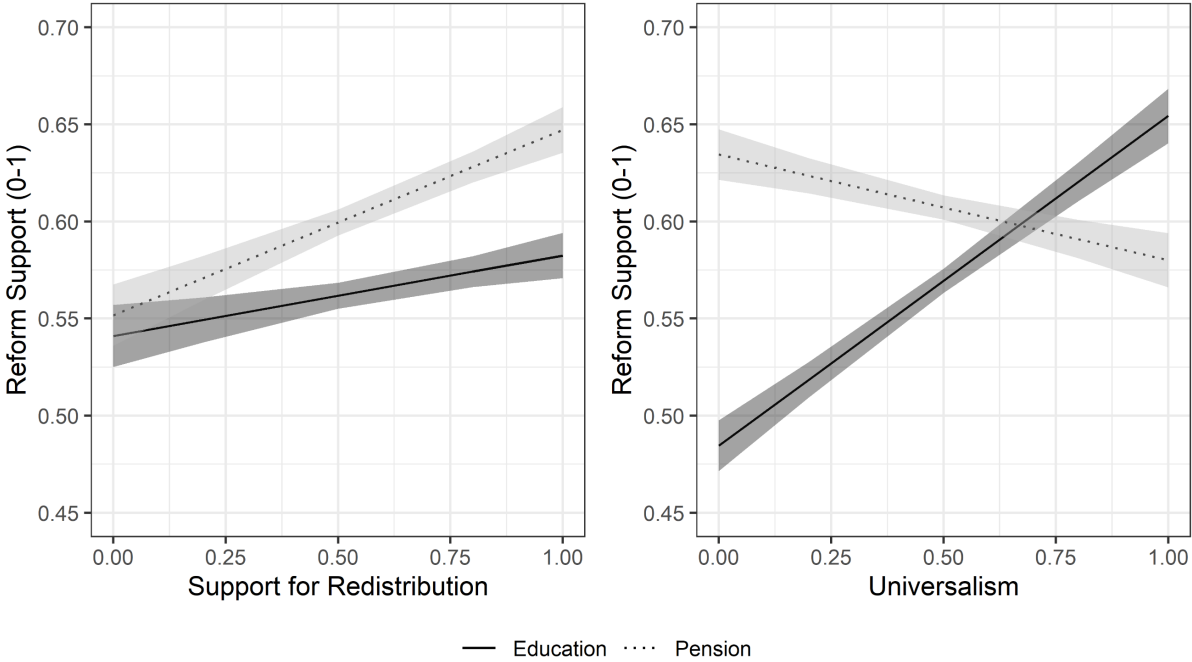 Reform Support (0-1)
0.70
0.65
0.60
0.55
0.50
0.45
0.00 0.25 0.50 0.75 1.00
Support for Redistribution
Reform Support (0-1)
0.70
0.65
0.60
0.55
0.50
0.45
0.00 0.25 0.50 0.75 1.00
Universalism
Education Pension